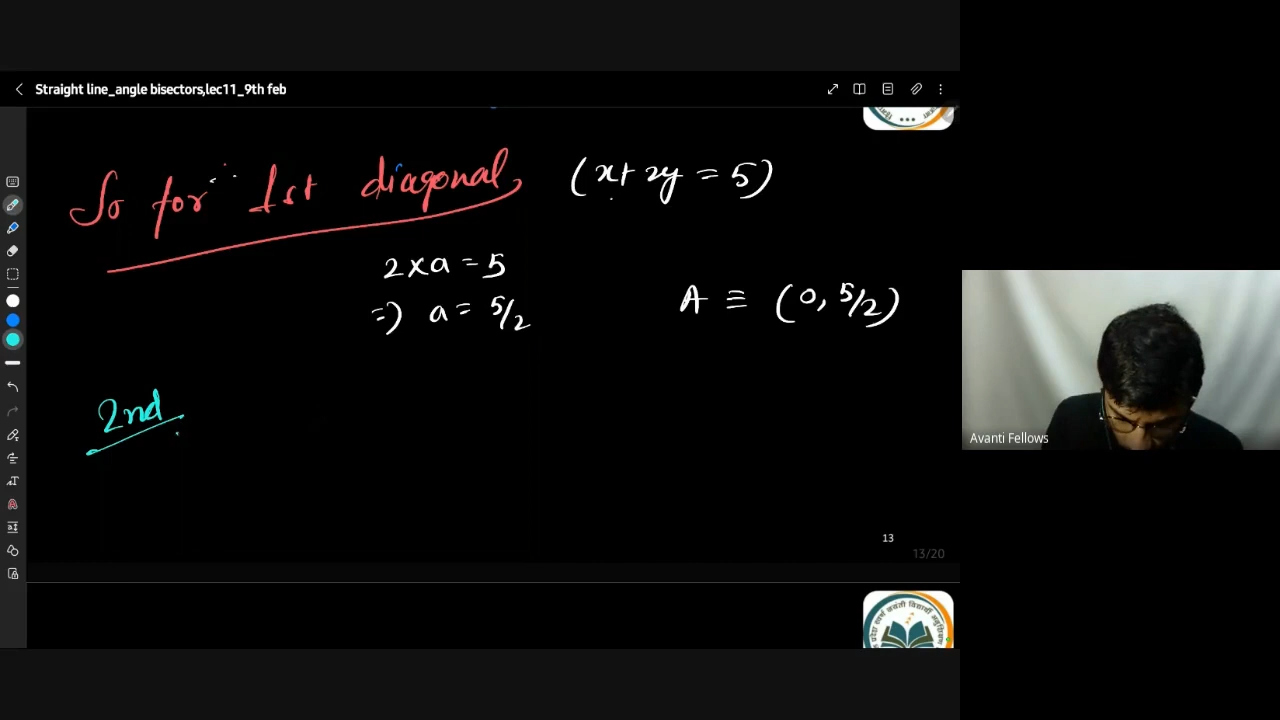 Straight line_angle bisectors,lec11_9th feb
So for 1st diagonal, (x+2y = 5)
2×a = 5
=) a = 5/2
A ≡ (0, 5/2)
2nd
Avanti Fellows
13
13/20